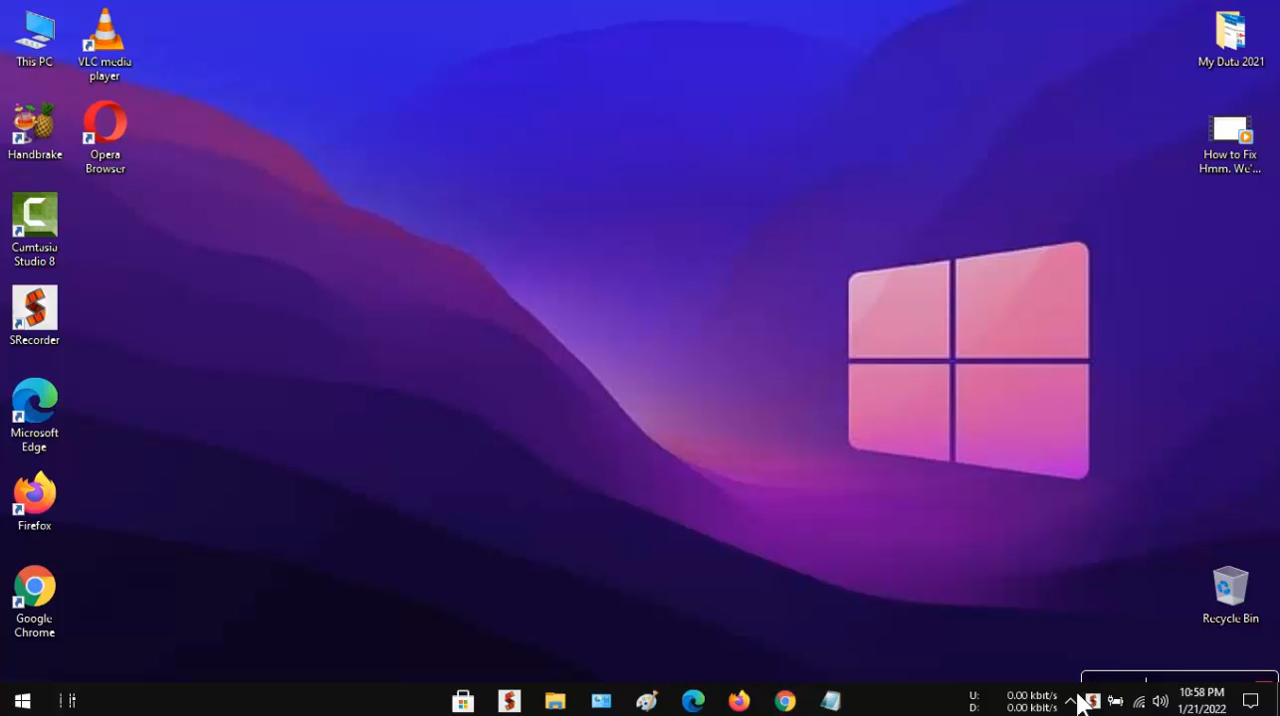 This PC
VLC media
player
My Data 2021
Handbrake
Opera
Browser
How to Fix
Hmm. We'...
Camtasia
Studio 8
SRecorder
Microsoft
Edge
Firefox
Google
Chrome
Recycle Bin
U: 0.00 kbit/s
D: 0.00 kbit/s
10:58 PM
1/21/2022